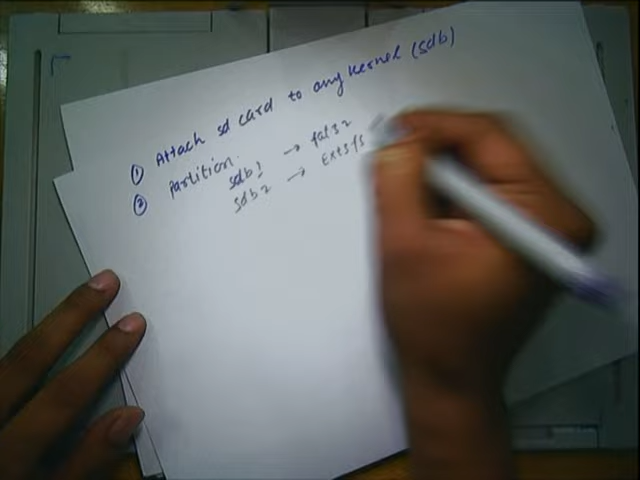 ① Attach sd card to any kernel (sdb)
② Partition.
sdb1 → fat32
sdb2 → Ext3fs